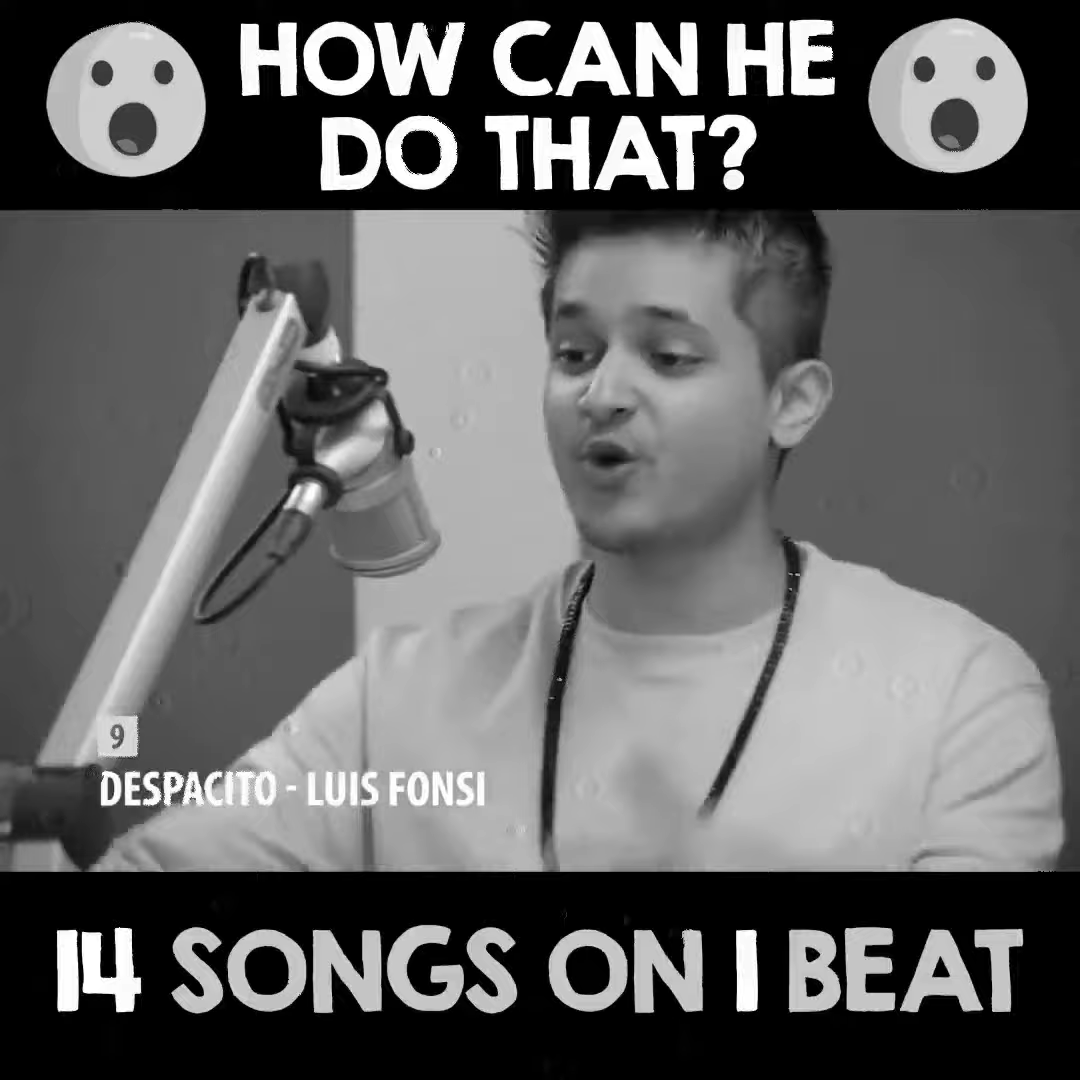 HOW CAN HE
DO THAT?
9
DESPACITO - LUIS FONSI
14 SONGS ON 1 BEAT